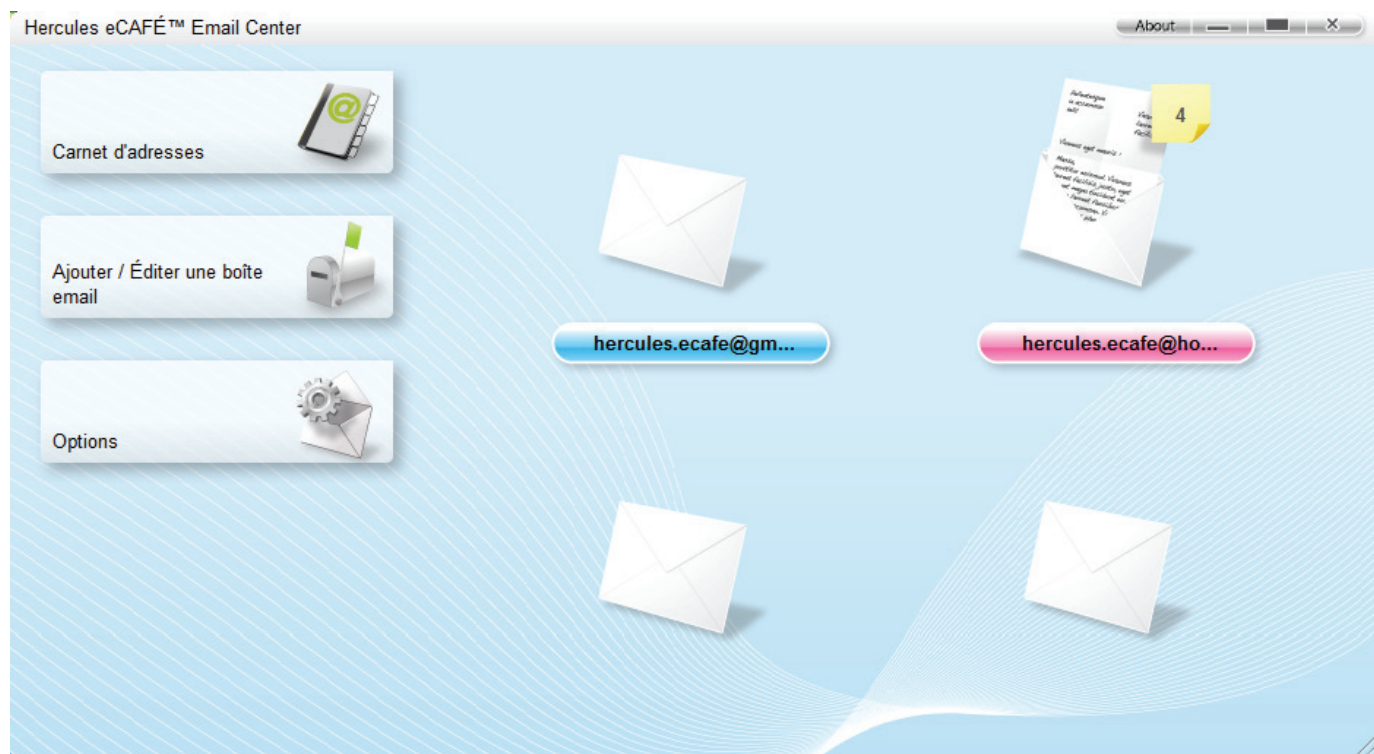 Hercules eCAFÉ™ Email Center
About
Carnet d'adresses
4
Ajouter / Éditer une boîte
email
hercules.ecafe@gm...
hercules.ecafe@ho...
Options